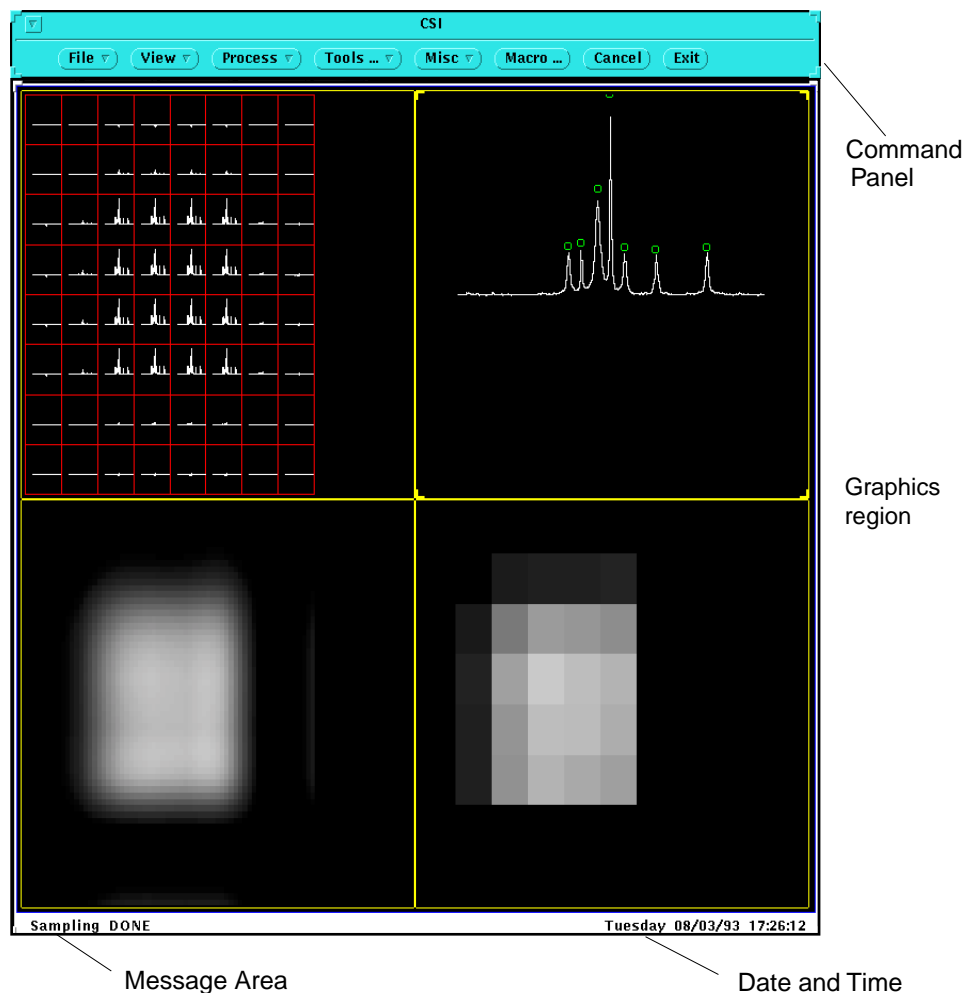 CSI
File View Process Tools ... Misc Macro ... Cancel Exit
Command
Panel
Graphics
region
Sampling DONE Tuesday 08/03/93 17:26:12
Message Area
Date and Time